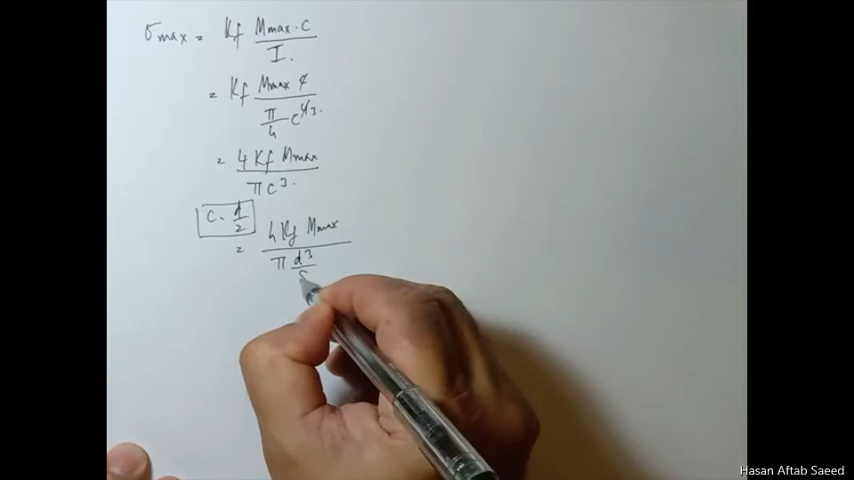 σmax = Kf Mmax · c / I.
= Kf Mmax c / π/4 c⁴ 3.
= 4 Kf Mmax / π c³.
c = d/2
= 4 Kf Mmax / π d³/
Hasan Aftab Saeed